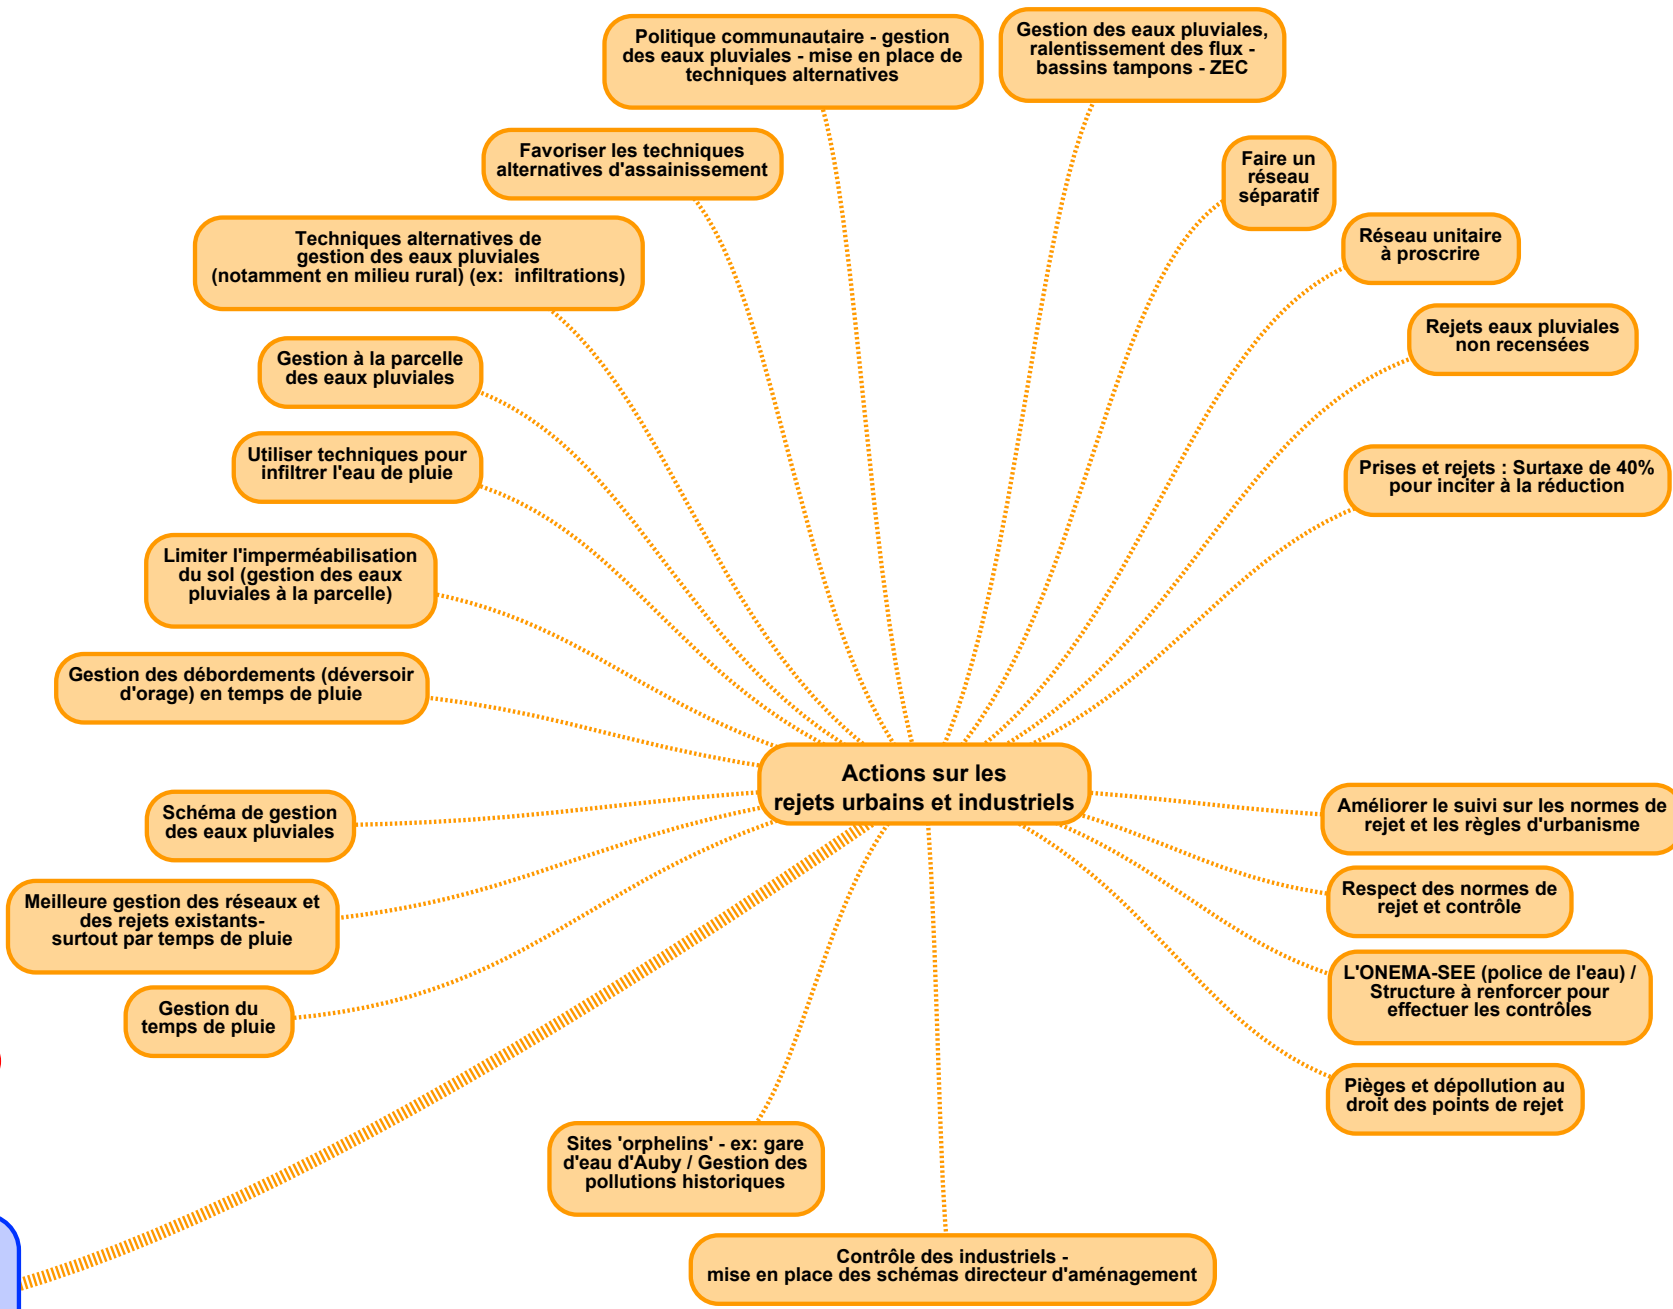 Politique communautaire - gestion
des eaux pluviales - mise en place de
techniques alternatives
Gestion des eaux pluviales,
ralentissement des flux -
bassins tampons - ZEC
Favoriser les techniques
alternatives d'assainissement
Faire un
réseau
séparatif
Techniques alternatives de
gestion des eaux pluviales
(notamment en milieu rural) (ex:  infiltrations)
Réseau unitaire
à proscrire
Rejets eaux pluviales
non recensées
Gestion à la parcelle
des eaux pluviales
Utiliser techniques pour
infiltrer l'eau de pluie
Prises et rejets : Surtaxe de 40%
pour inciter à la réduction
Limiter l'imperméabilisation
du sol (gestion des eaux
pluviales à la parcelle)
Gestion des débordements (déversoir
d'orage) en temps de pluie
Actions sur les
rejets urbains et industriels
Schéma de gestion
des eaux pluviales
Améliorer le suivi sur les normes de
rejet et les règles d'urbanisme
Meilleure gestion des réseaux et
des rejets existants-
surtout par temps de pluie
Respect des normes de
rejet et contrôle
L'ONEMA-SEE (police de l'eau) /
Structure à renforcer pour
effectuer les contrôles
Gestion du
temps de pluie
Pièges et dépollution au
droit des points de rejet
Sites 'orphelins' - ex: gare
d'eau d'Auby / Gestion des
pollutions historiques
Contrôle des industriels -
mise en place des schémas directeur d'aménagement